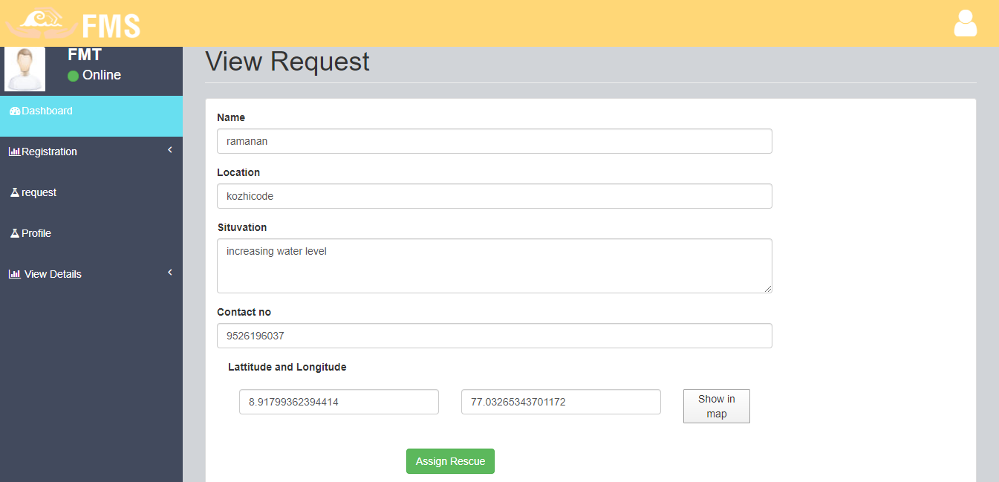 FMS
FMT
Online
Dashboard
Registration
request
Profile
View Details
View Request
Name
ramanan
Location
kozhicode
Situvation
increasing water level
Contact no
9526196037
Lattitude and Longitude
8.91799362394414 77.03265343701172
Show in
map
Assign Rescue